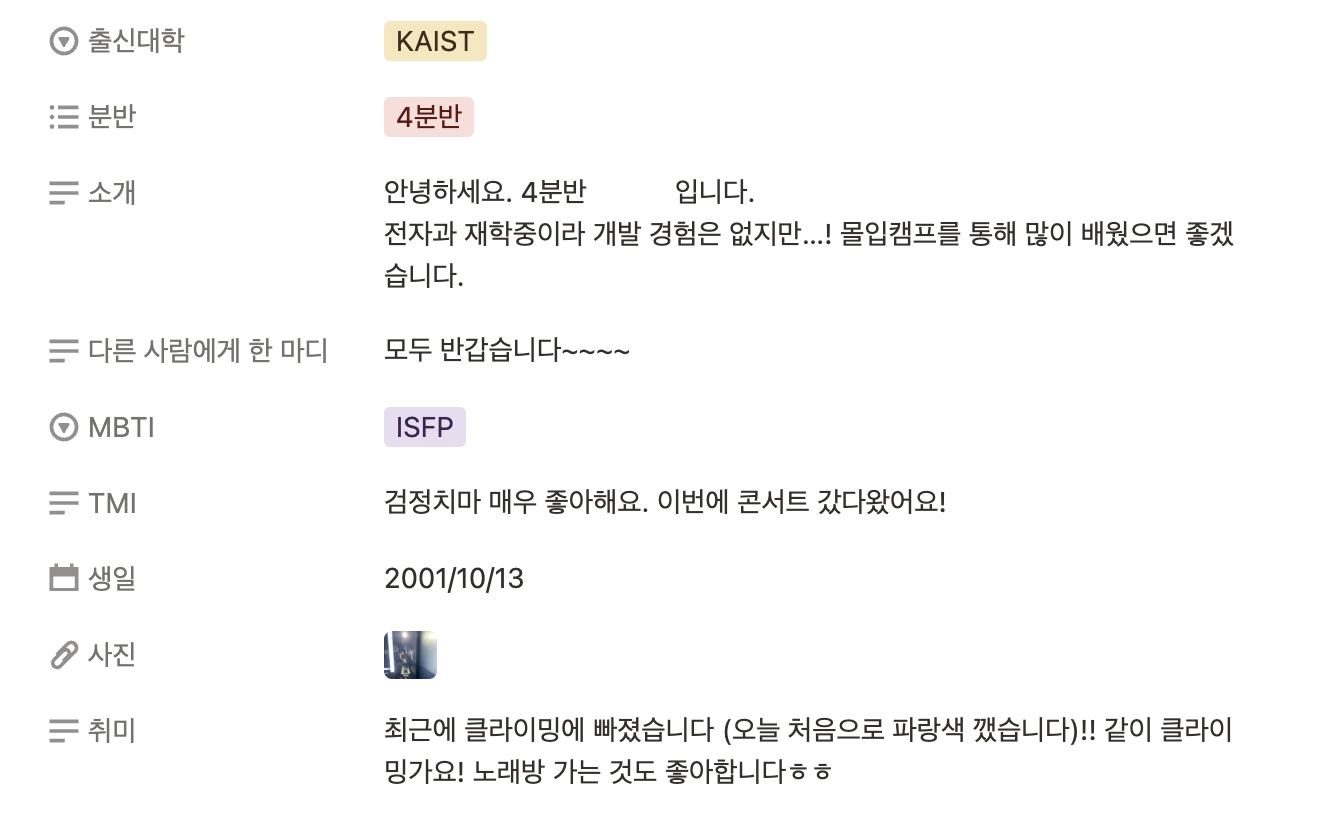 출신대학 KAIST
분반 4분반
소개 안녕하세요. 4분반 입니다.
전자과 재학중이라 개발 경험은 없지만...! 몰입캠프를 통해 많이 배웠으면 좋겠
습니다.
다른 사람에게 한 마디 모두 반갑습니다~~~~
MBTI ISFP
TMI 검정치마 매우 좋아해요. 이번에 콘서트 갔다왔어요!
생일 2001/10/13
사진
취미 최근에 클라이밍에 빠졌습니다 (오늘 처음으로 파랑색 깼습니다)!! 같이 클라이
밍가요! 노래방 가는 것도 좋아합니다ㅎㅎ